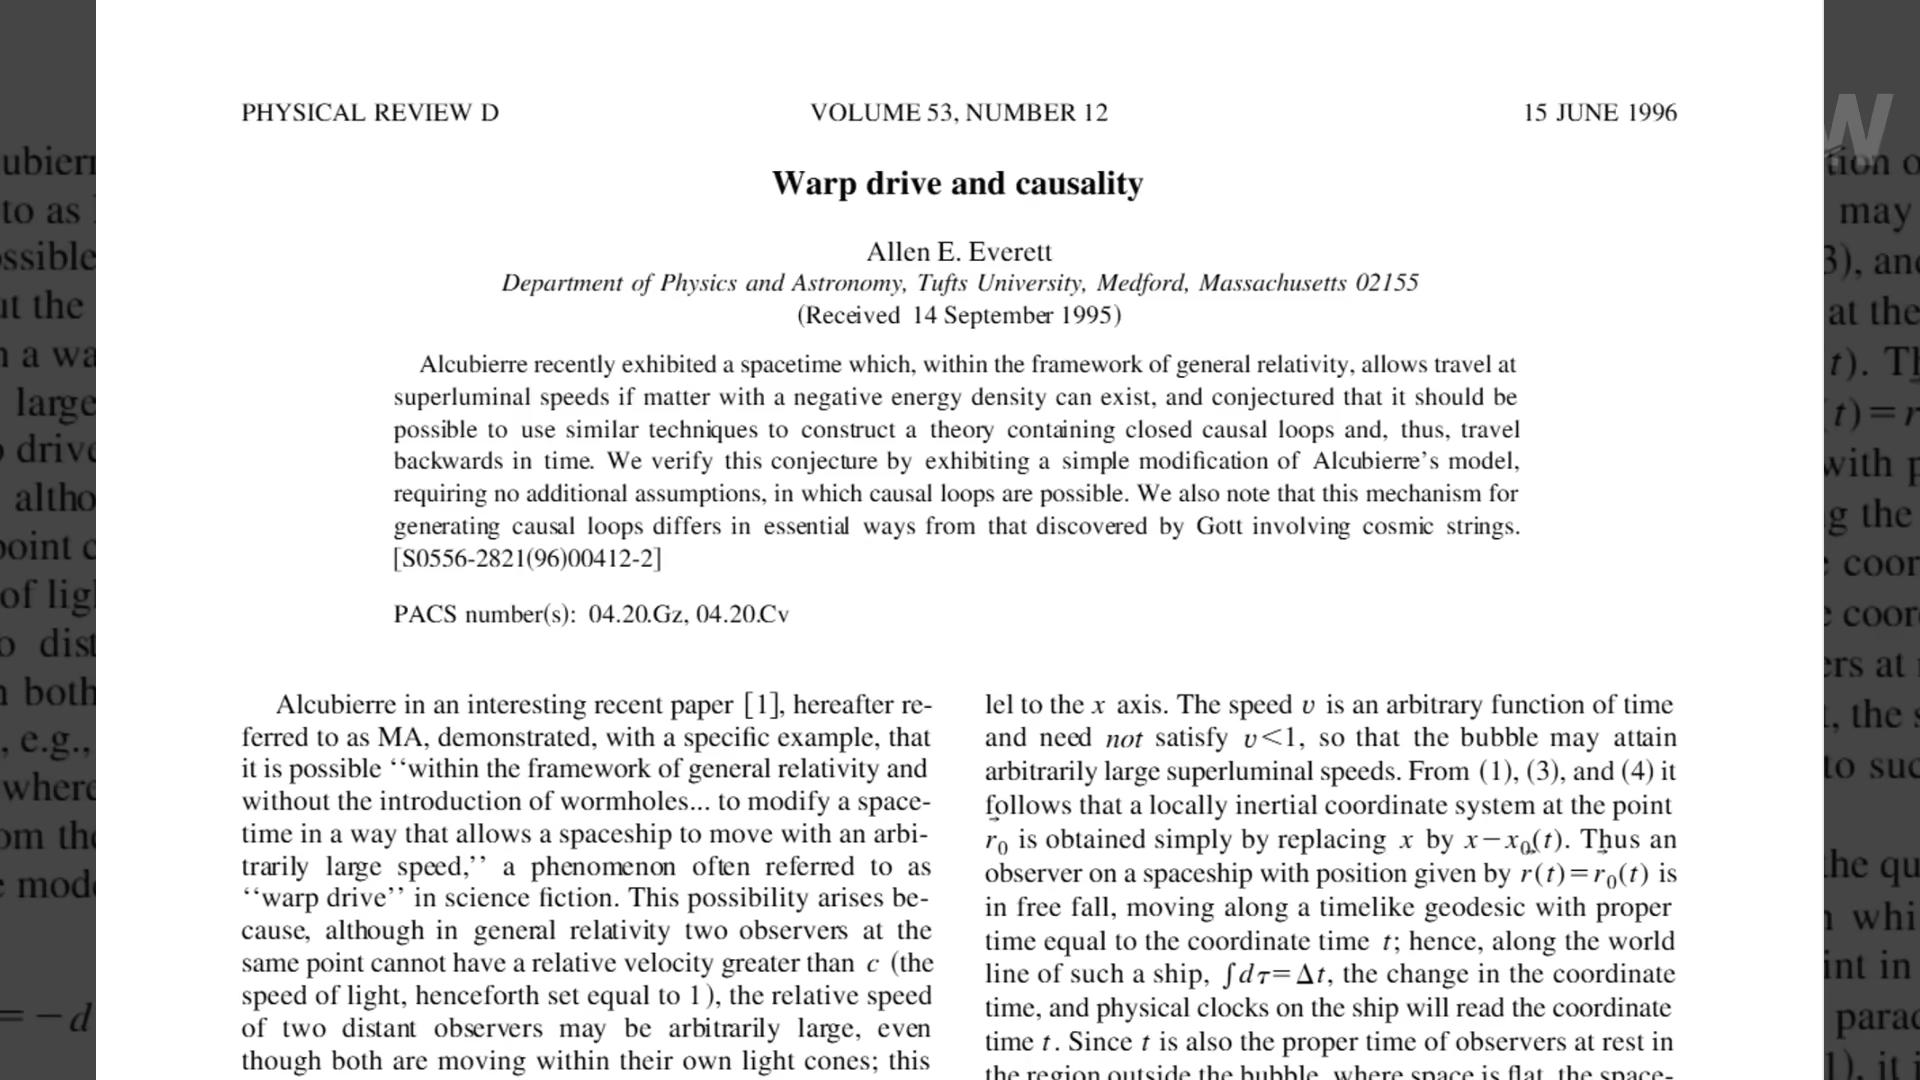 PHYSICAL REVIEW D
VOLUME 53, NUMBER 12
15 JUNE 1996
Warp drive and causality
Allen E. Everett
Department of Physics and Astronomy, Tufts University, Medford, Massachusetts 02155
(Received 14 September 1995)
Alcubierre recently exhibited a spacetime which, within the framework of general relativity, allows travel at
superluminal speeds if matter with a negative energy density can exist, and conjectured that it should be
possible to use similar techniques to construct a theory containing closed causal loops and, thus, travel
backwards in time. We verify this conjecture by exhibiting a simple modification of Alcubierre’s model,
requiring no additional assumptions, in which causal loops are possible. We also note that this mechanism for
generating causal loops differs in essential ways from that discovered by Gott involving cosmic strings.
[S0556-2821(96)00412-2]
PACS number(s): 04.20.Gz, 04.20.Cv
Alcubierre in an interesting recent paper [1], hereafter re-
ferred to as MA, demonstrated, with a specific example, that
it is possible ‘‘within the framework of general relativity and
without the introduction of wormholes... to modify a space-
time in a way that allows a spaceship to move with an arbi-
trarily large speed,’’ a phenomenon often referred to as
‘‘warp drive’’ in science fiction. This possibility arises be-
cause, although in general relativity two observers at the
same point cannot have a relative velocity greater than c (the
speed of light, henceforth set equal to 1), the relative speed
of two distant observers may be arbitrarily large, even
though both are moving within their own light cones; this
lel to the x axis. The speed v is an arbitrary function of time
and need not satisfy v<1, so that the bubble may attain
arbitrarily large superluminal speeds. From (1), (3), and (4) it
follows that a locally inertial coordinate system at the point
r⃗0 is obtained simply by replacing x by x−x0(t). Thus an
observer on a spaceship with position given by r⃗(t)=r⃗0(t) is
in free fall, moving along a timelike geodesic with proper
time equal to the coordinate time t; hence, along the world
line of such a ship, ∫dτ=Δt, the change in the coordinate
time, and physical clocks on the ship will read the coordinate
time t. Since t is also the proper time of observers at rest in
the region outside the bubble, where space is flat, the space-